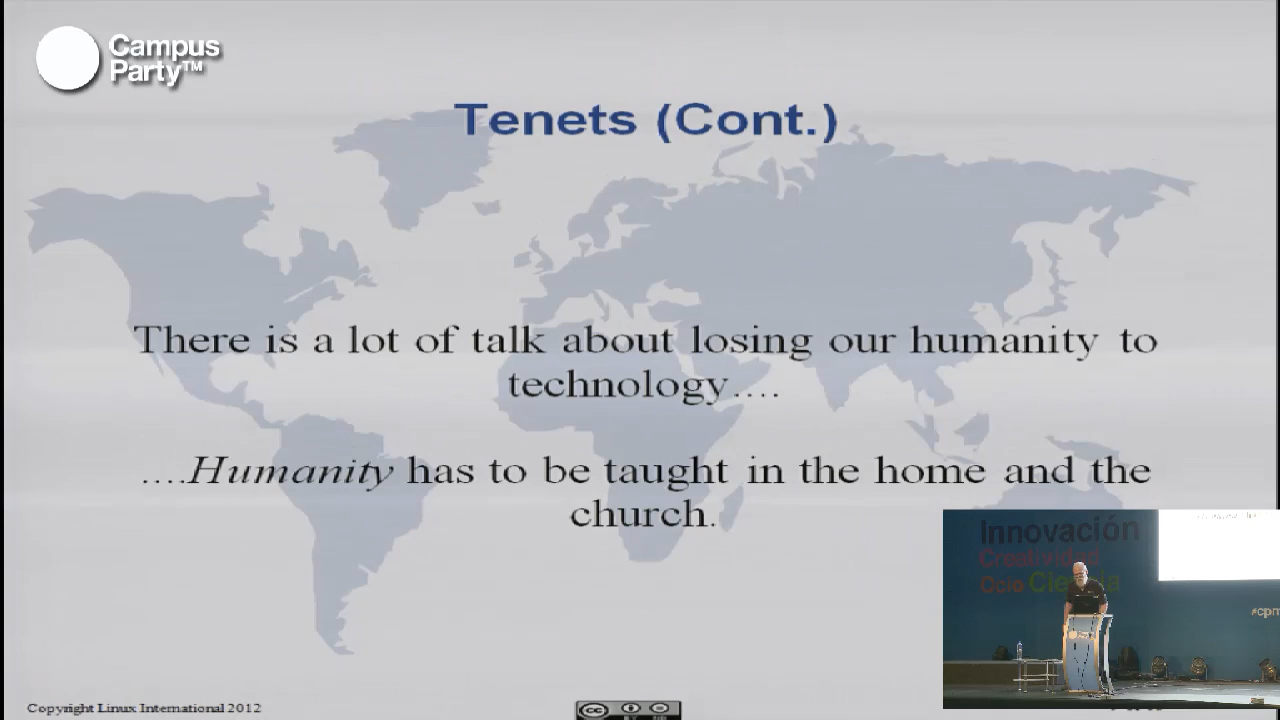 Campus
Party™
Tenets (Cont.)
There is a lot of talk about losing our humanity to
technology....
....Humanity has to be taught in the home and the
church.
Innovación
Creatividad
Ocio Ciencia
#cpm
Copyright Linux International 2012
cc